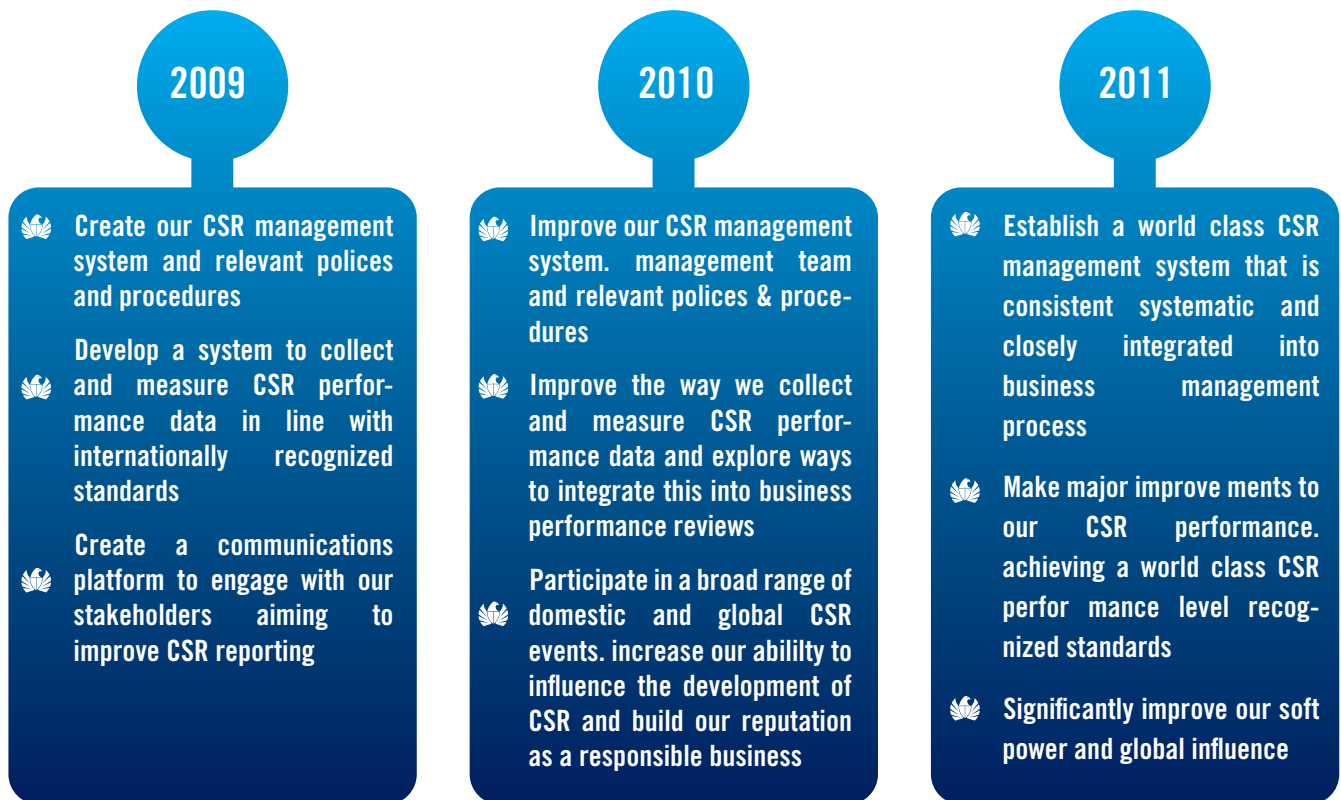 2009
Create our CSR management
system and relevant polices
and procedures
Develop a system to collect
and measure CSR perfor-
mance data in line with
internationally recognized
standards
Create a communications
platform to engage with our
stakeholders aiming to
improve CSR reporting
2010
Improve our CSR management
system. management team
and relevant polices & proce-
dures
Improve the way we collect
and measure CSR perfor-
mance data and explore ways
to integrate this into business
performance reviews
Participate in a broad range of
domestic and global CSR
events. increase our abililty to
influence the development of
CSR and build our reputation
as a responsible business
2011
Establish a world class CSR
management system that is
consistent systematic and
closely integrated into
business management
process
Make major improve ments to
our CSR performance.
achieving a world class CSR
perfor mance level recog-
nized standards
Significantly improve our soft
power and global influence